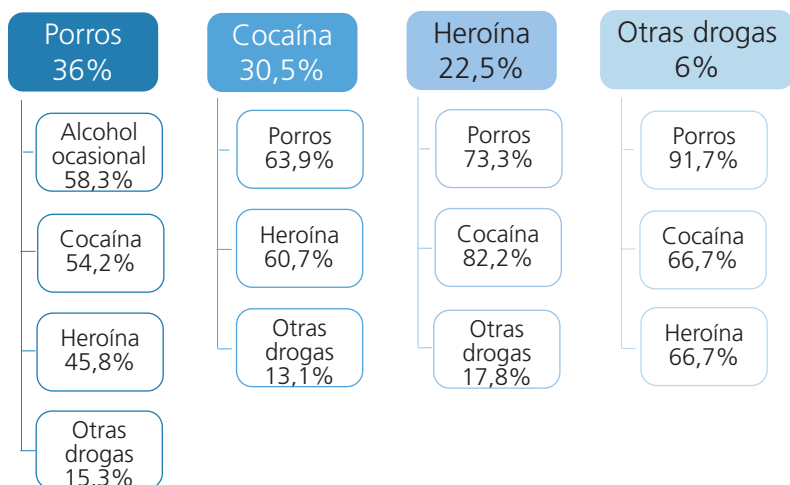 Porros
36%
Alcohol
ocasional
58,3%
Cocaína
54,2%
Heroína
45,8%
Otras
drogas
15,3%
Cocaína
30,5%
Porros
63,9%
Heroína
60,7%
Otras
drogas
13,1%
Heroína
22,5%
Porros
73,3%
Cocaína
82,2%
Otras
drogas
17,8%
Otras drogas
6%
Porros
91,7%
Cocaína
66,7%
Heroína
66,7%